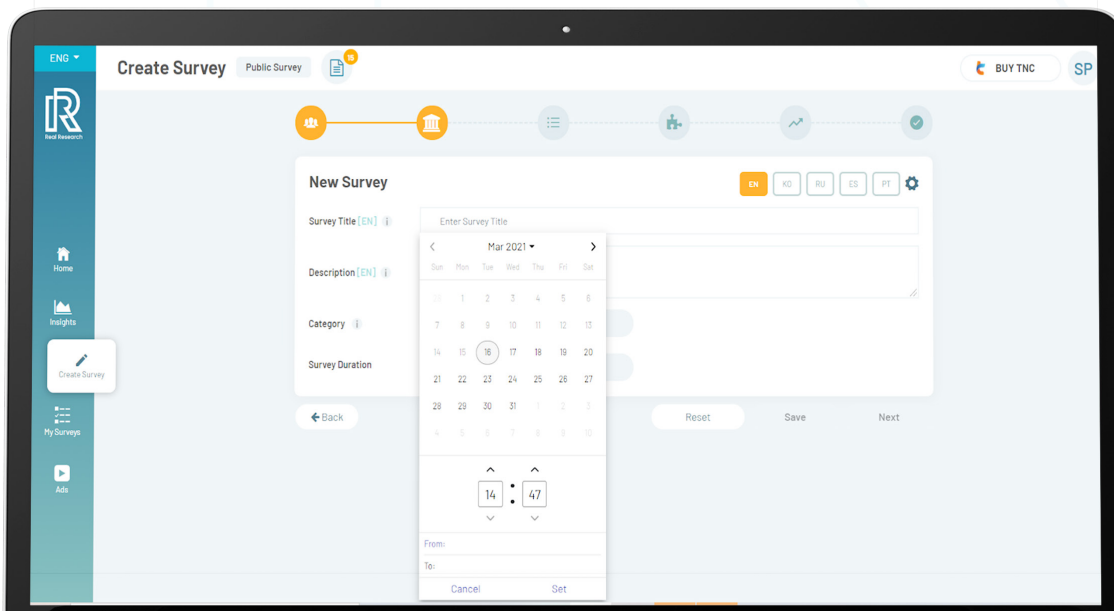 ENG
Create Survey
Public Survey
15
BUY TNC
SP
R
Real Research
New Survey
EN KO RU ES PT
Survey Title [EN] i
Enter Survey Title
Description [EN] i
Category i
Survey Duration
Home
Insights
Create Survey
My Surveys
Ads
Mar 2021
Sun Mon Tue Wed Thu Fri Sat
28 1 2 3 4 5 6
7 8 9 10 11 12 13
14 15 16 17 18 19 20
21 22 23 24 25 26 27
28 29 30 31 1 2 3
4 5 6 7 8 9 10
14 : 47
From:
To:
Cancel Set
Back
Reset
Save
Next